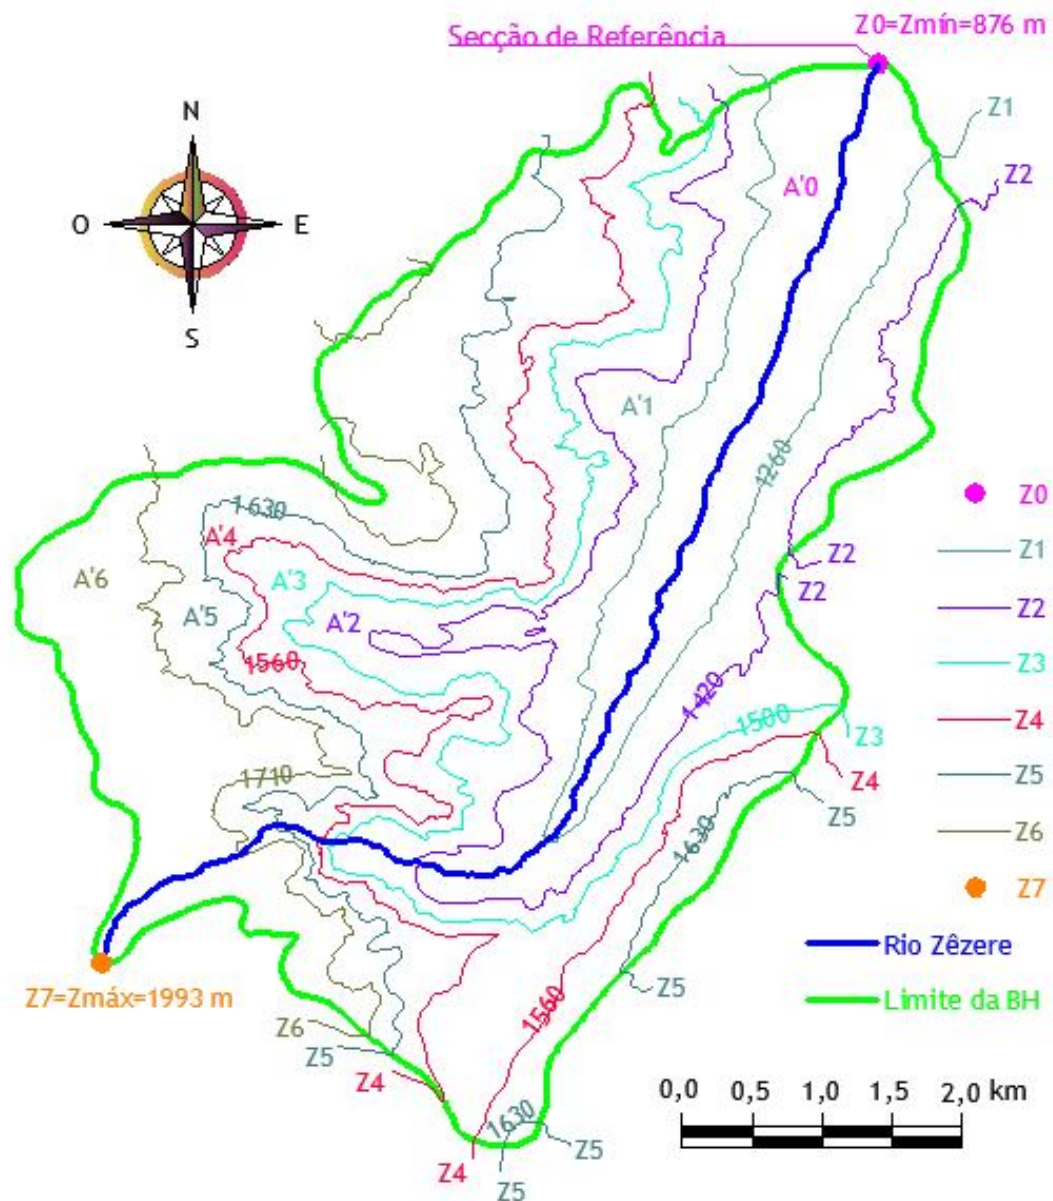 Z0=Zmín=876 m
Secção de Referência
N
O
E
S
Z1
Z2
A'0
A'1
1260
1630
A'4
A'3
A'6
A'5
A'2
1560
Z2
Z2
1420
1500
Z3
Z4
Z5
1710
1630
Z5
1560
Z7=Zmáx=1993 m
Z6
Z5
Z4
1630
Z5
Z4
Z5
Z0
Z1
Z2
Z3
Z4
Z5
Z6
Z7
Rio Zêzere
Limite da BH
0,0 0,5 1,0 1,5 2,0 km